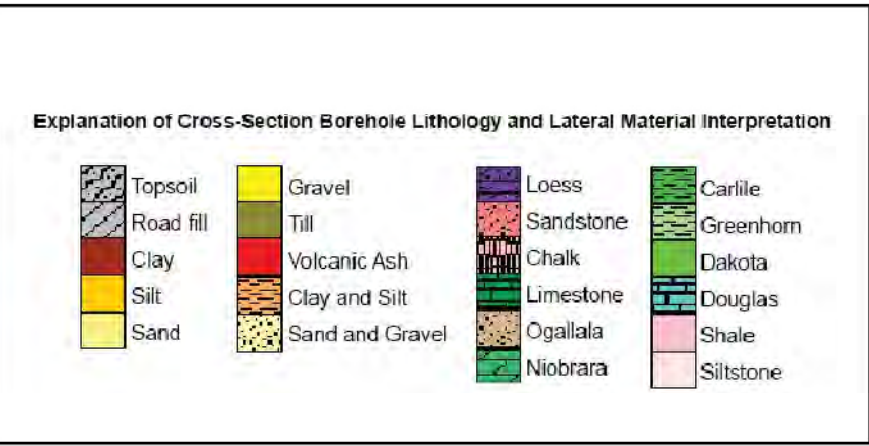 Explanation of Cross-Section Borehole Lithology and Lateral Material Interpretation
Topsoil
Road fill
Clay
Silt
Sand
Gravel
Till
Volcanic Ash
Clay and Silt
Sand and Gravel
Loess
Sandstone
Chalk
Limestone
Ogallala
Niobrara
Carlile
Greenhorn
Dakota
Douglas
Shale
Siltstone